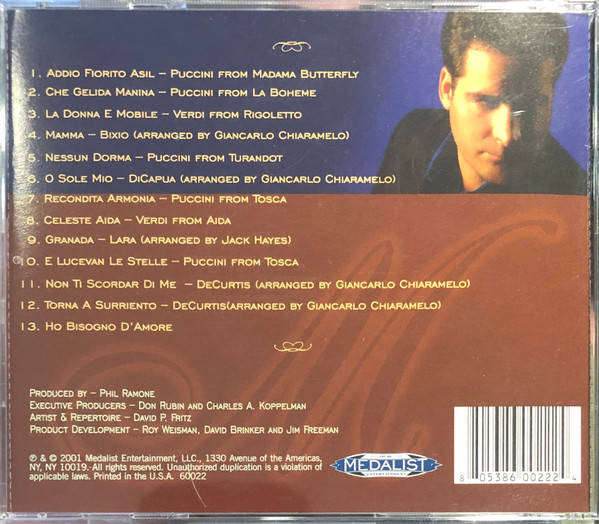 1. Addio Fiorito Asil – Puccini from Madama Butterfly
2. Che Gelida Manina – Puccini from La Boheme
3. La Donna E Mobile – Verdi from Rigoletto
4. Mamma – Bixio (arranged by Giancarlo Chiaramelo)
5. Nessun Dorma – Puccini from Turandot
6. O Sole Mio – DiCapua (arranged by Giancarlo Chiaramelo)
7. Recondita Armonia – Puccini from Tosca
8. Celeste Aida – Verdi from Aida
9. Granada – Lara (arranged by Jack Hayes)
10. E Lucevan Le Stelle – Puccini from Tosca
11. Non Ti Scordar Di Me – DeCurtis (arranged by Giancarlo Chiaramelo)
12. Torna A Surriento – DeCurtis(arranged by Giancarlo Chiaramelo)
13. Ho Bisogno D'Amore
Produced by – Phil Ramone
Executive Producers – Don Rubin and Charles A. Koppelman
Artist & Repertoire – David P. Fritz
Product Development – Roy Weisman, David Brinker and Jim Freeman
℗ & © 2001 Medalist Entertainment, LLC., 1330 Avenue of the Americas,
NY, NY 10019. All rights reserved. Unauthorized duplication is a violation of
applicable laws. Printed in the U.S.A. 60022
MEDALIST
ENTERTAINMENT
8 05386 00222 4